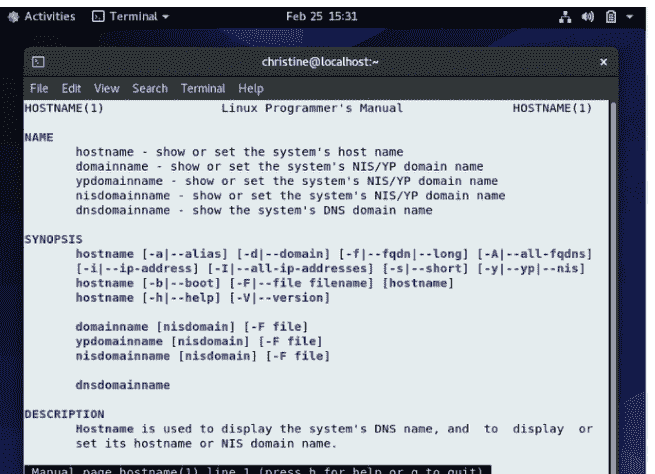 Activities Terminal Feb 25 15:31
christine@localhost:~
File Edit View Search Terminal Help
HOSTNAME(1) Linux Programmer's Manual HOSTNAME(1)
NAME
hostname - show or set the system's host name
domainname - show or set the system's NIS/YP domain name
ypdomainname - show or set the system's NIS/YP domain name
nisdomainname - show or set the system's NIS/YP domain name
dnsdomainname - show the system's DNS domain name
SYNOPSIS
hostname [-a|--alias] [-d|--domain] [-f|--fqdn|--long] [-A|--all-fqdns]
[-i|--ip-address] [-I|--all-ip-addresses] [-s|--short] [-y|--yp|--nis]
hostname [-b|--boot] [-F|--file filename] [hostname]
hostname [-h|--help] [-V|--version]
domainname [nisdomain] [-F file]
ypdomainname [nisdomain] [-F file]
nisdomainname [nisdomain] [-F file]
dnsdomainname
DESCRIPTION
Hostname is used to display the system's DNS name, and to display or
set its hostname or NIS domain name.
Manual page hostname(1) line 1 (press h for help or q to quit)